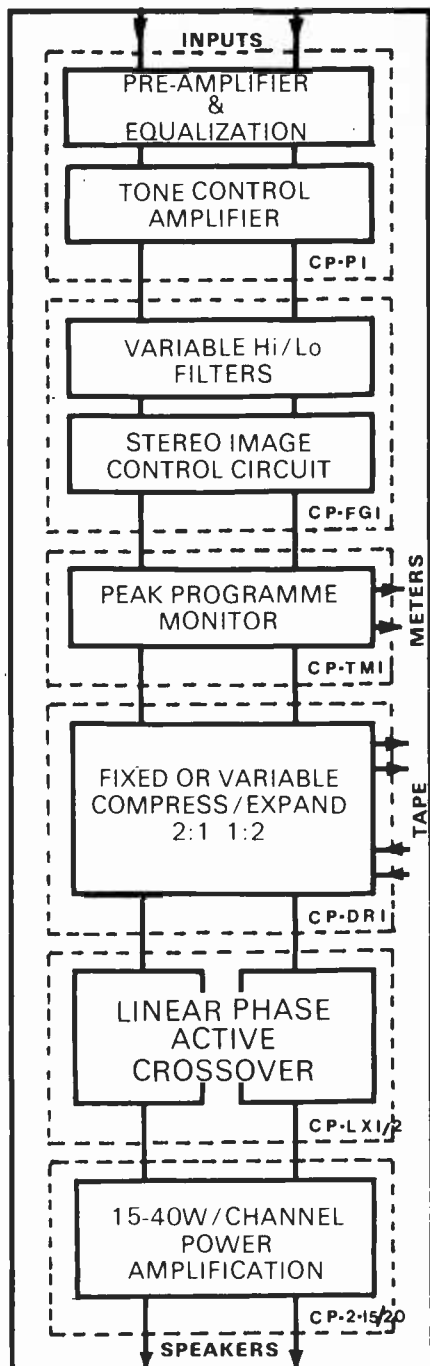 INPUTS
PRE-AMPLIFIER
&
EQUALIZATION
TONE CONTROL
AMPLIFIER
CP-P1
VARIABLE Hi/Lo
FILTERS
STEREO IMAGE
CONTROL CIRCUIT
CP-FG1
PEAK PROGRAMME
MONITOR
METERS
CP-TM1
FIXED OR VARIABLE
COMPRESS/EXPAND
2:1 1:2
TAPE
CP-DR1
LINEAR PHASE
ACTIVE
CROSSOVER
CP-LX1/2
15-40W/CHANNEL
POWER
AMPLIFICATION
CP-2-15/20
SPEAKERS